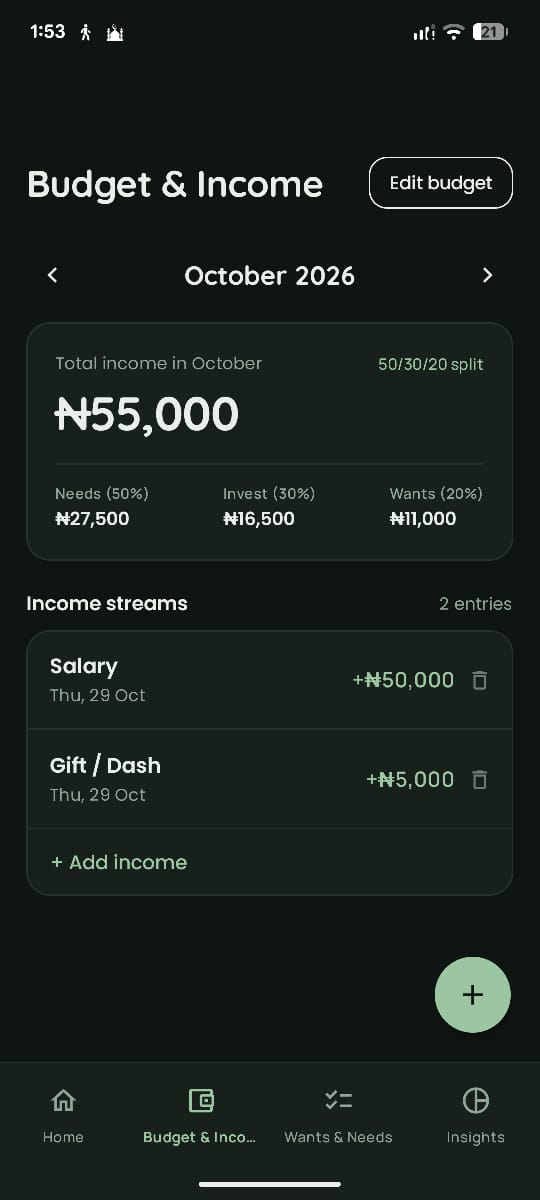 1:53
21
Budget & Income
Edit budget
October 2026
Total income in October
50/30/20 split
₦55,000
Needs (50%)
Invest (30%)
Wants (20%)
₦27,500
₦16,500
₦11,000
Income streams
2 entries
Salary
+₦50,000
Thu, 29 Oct
Gift / Dash
+₦5,000
Thu, 29 Oct
+ Add income
+
Home
Budget & Inco...
Wants & Needs
Insights